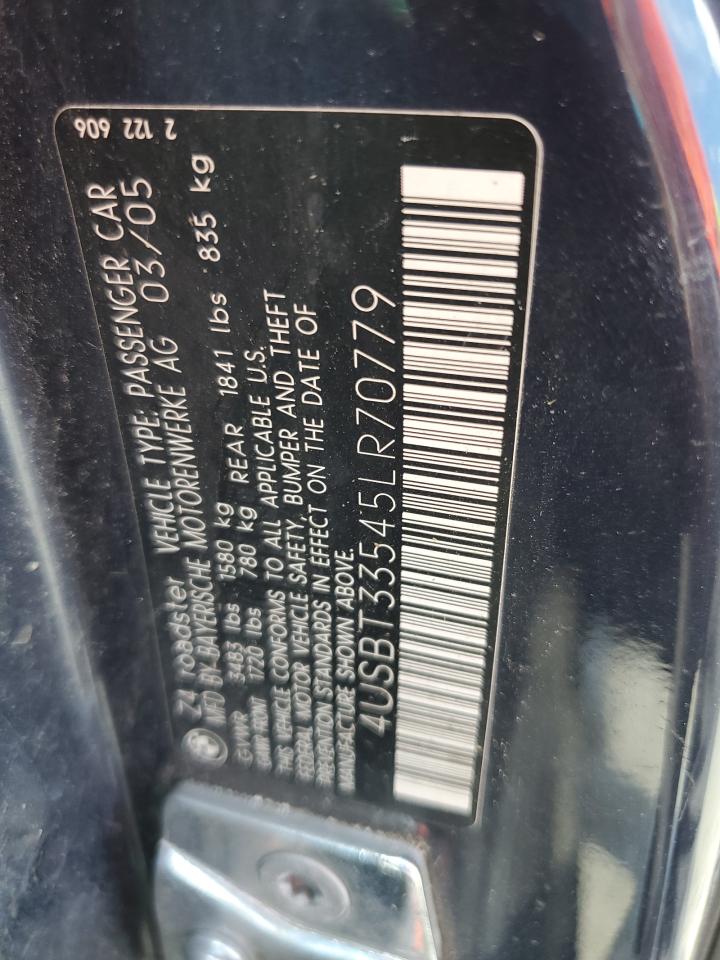 2 122 606
Z4 roadster VEHICLE TYPE: PASSENGER CAR
MFD BY: BAYERISCHE MOTORENWERKE AG 03/05
GVWR 3483 lbs 1580 kg
GAWR FRONT 1720 lbs 780 kg REAR 1841 lbs 835 kg
THIS VEHICLE CONFORMS TO ALL APPLICABLE U.S.
FEDERAL MOTOR VEHICLE SAFETY, BUMPER AND THEFT
PREVENTION STANDARDS IN EFFECT ON THE DATE OF
MANUFACTURE SHOWN ABOVE.
4USBT33545LR70779